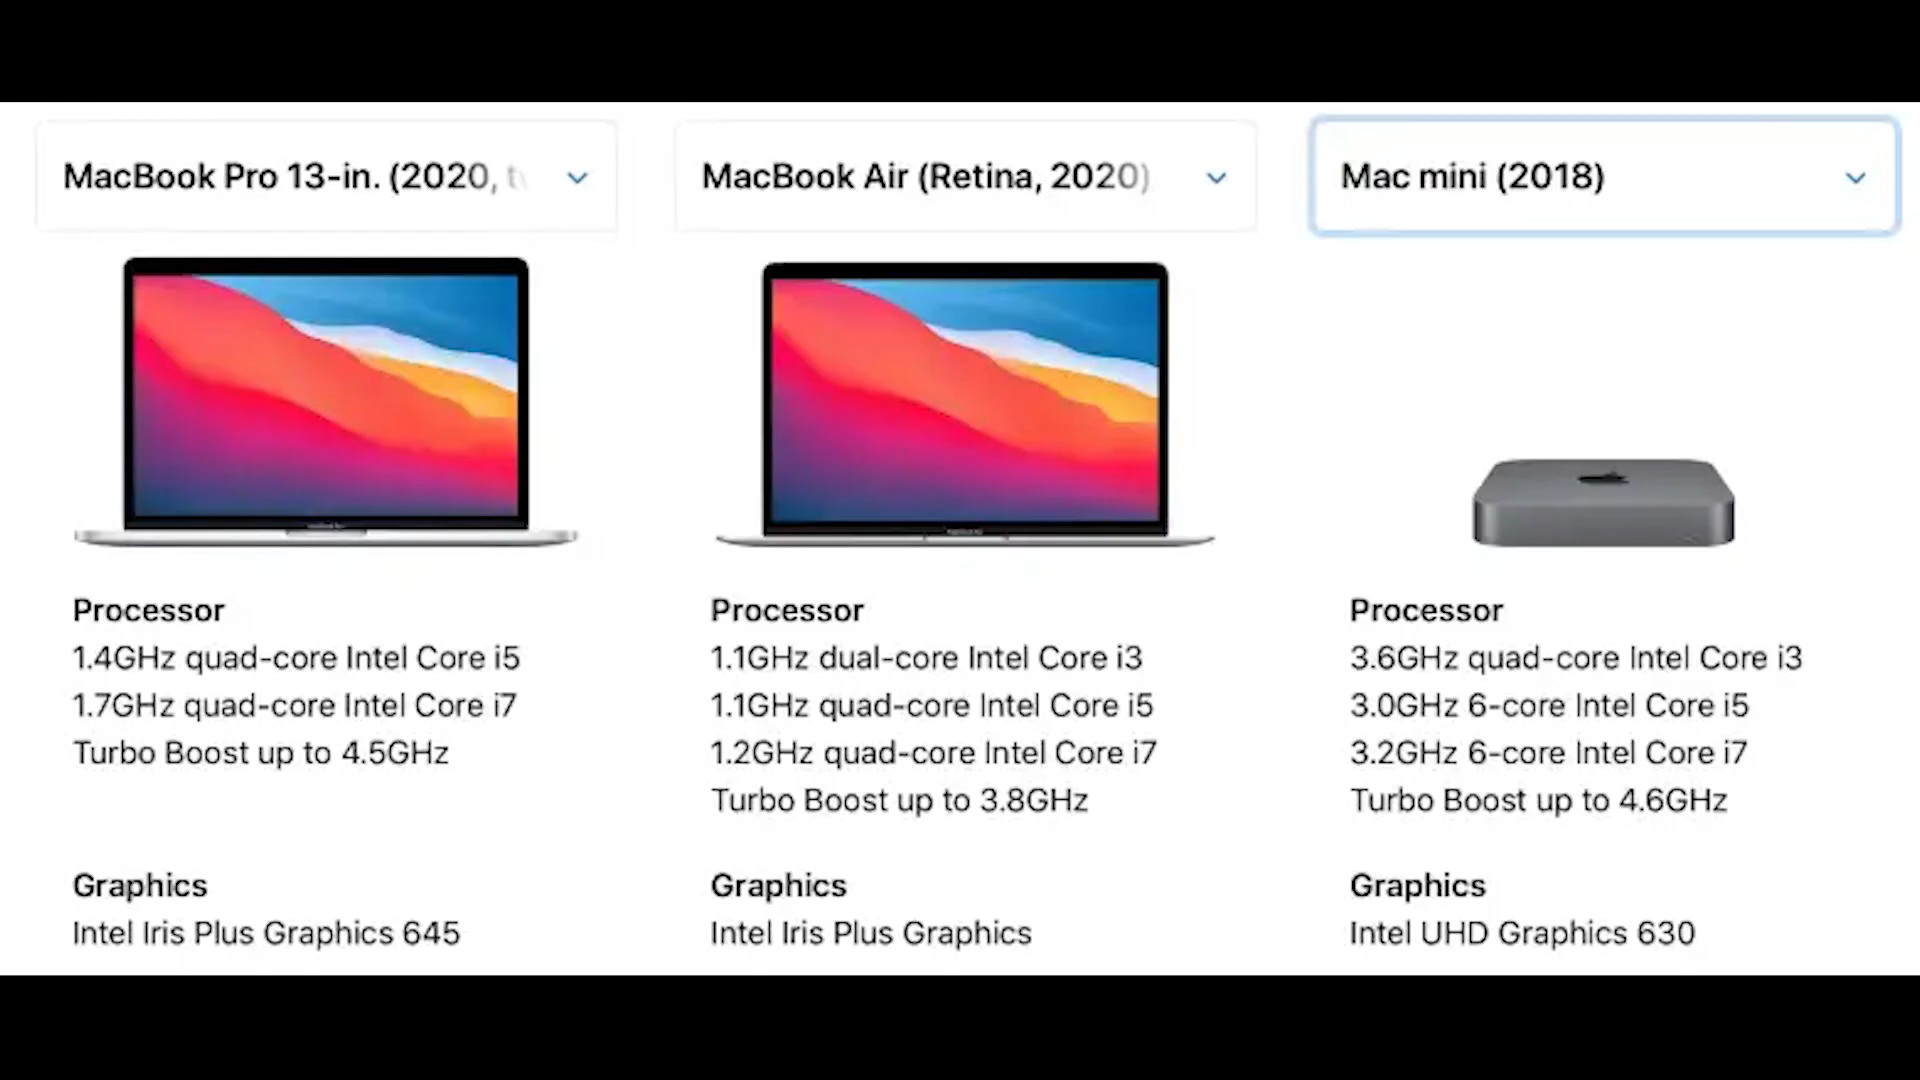 MacBook Pro 13-in. (2020,
MacBook Air (Retina, 2020)
Mac mini (2018)
Processor
1.4GHz quad-core Intel Core i5
1.7GHz quad-core Intel Core i7
Turbo Boost up to 4.5GHz
Graphics
Intel Iris Plus Graphics 645
Processor
1.1GHz dual-core Intel Core i3
1.1GHz quad-core Intel Core i5
1.2GHz quad-core Intel Core i7
Turbo Boost up to 3.8GHz
Graphics
Intel Iris Plus Graphics
Processor
3.6GHz quad-core Intel Core i3
3.0GHz 6-core Intel Core i5
3.2GHz 6-core Intel Core i7
Turbo Boost up to 4.6GHz
Graphics
Intel UHD Graphics 630